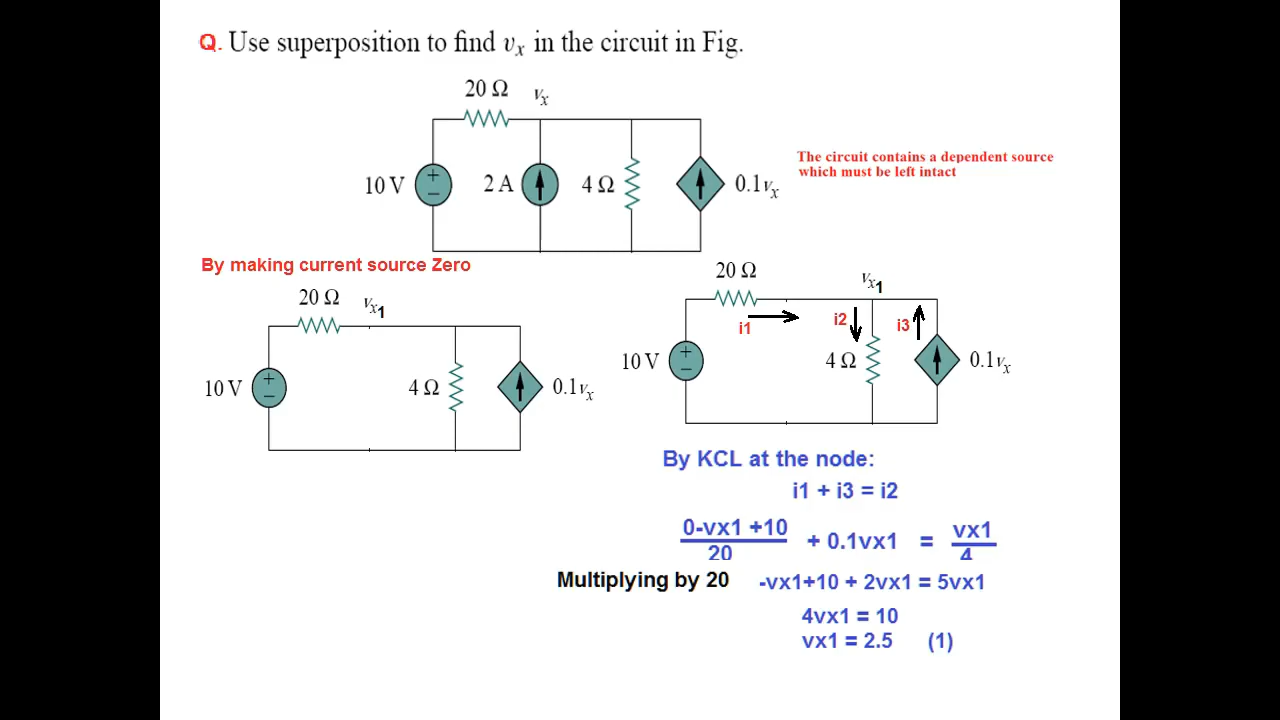 Q. Use superposition to find vx in the circuit in Fig.
20 Ω vx
10 V + − 2 A 4 Ω 0.1vx
The circuit contains a dependent source
which must be left intact
By making current source Zero
20 Ω vx1
10 V + − 4 Ω 0.1vx
20 Ω vx1
i1 i2 i3
10 V + − 4 Ω 0.1vx
By KCL at the node:
i1 + i3 = i2
0-vx1 +10 / 20 + 0.1vx1 = vx1 / 4
Multiplying by 20 -vx1+10 + 2vx1 = 5vx1
4vx1 = 10
vx1 = 2.5 (1)